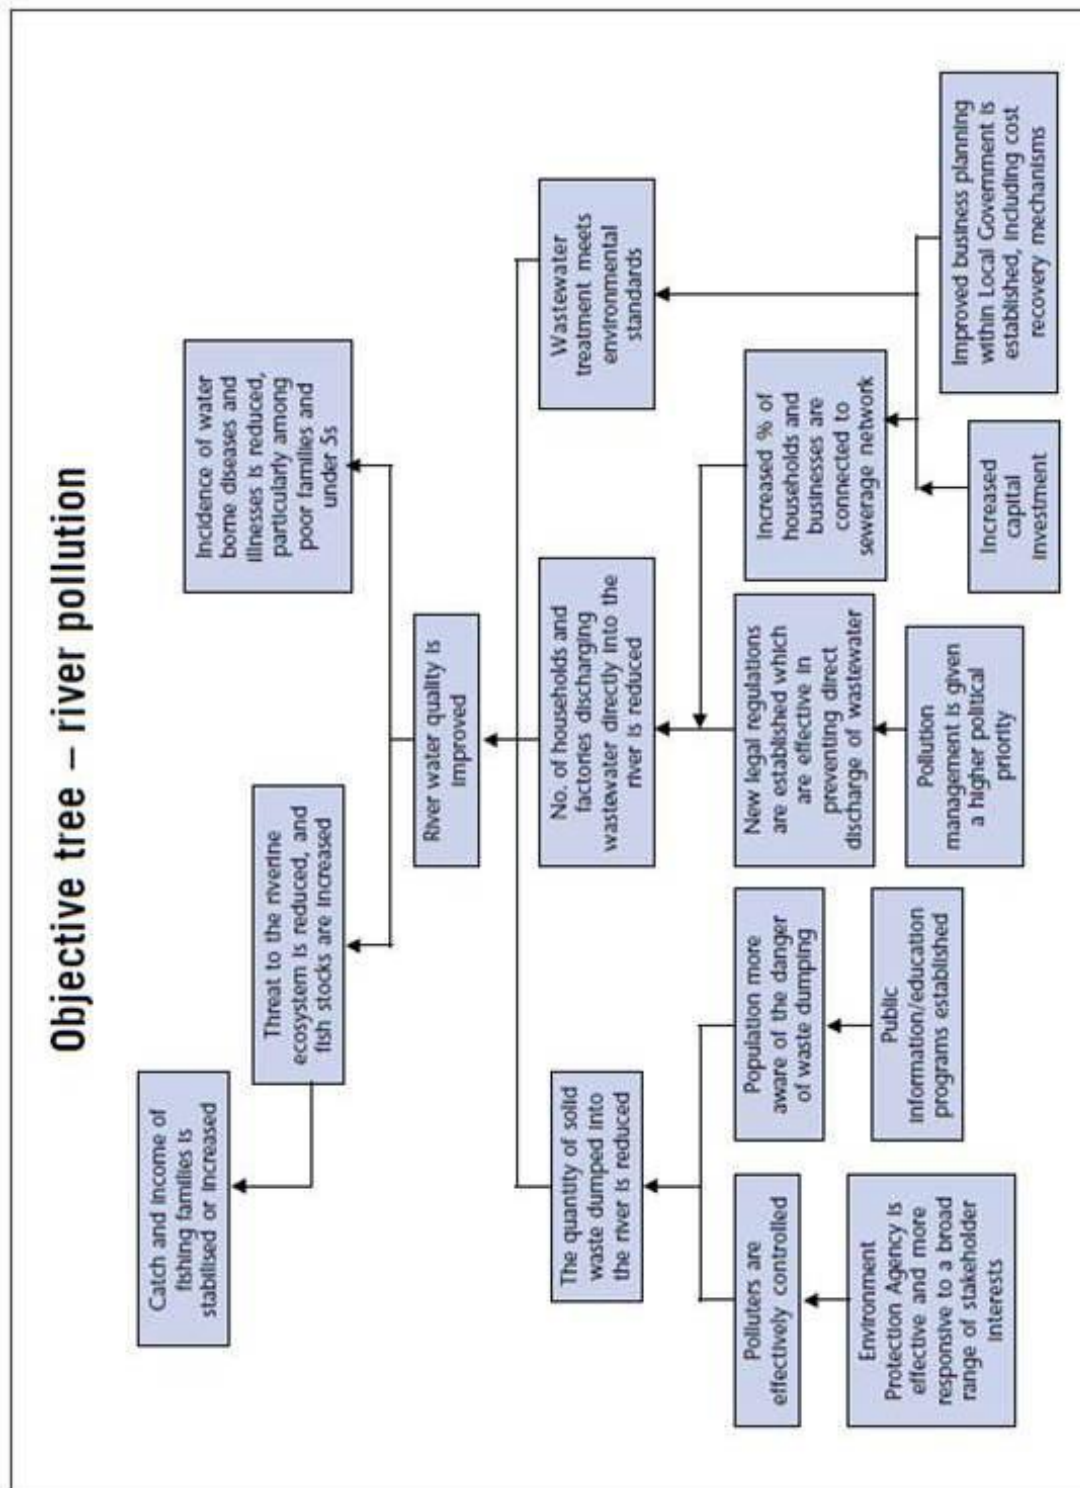 Objective tree – river pollution
Catch and income of
fishing families is
stabilised or increased
Threat to the riverine
ecosystem is reduced, and
fish stocks are increased
Incidence of water
borne diseases and
illnesses is reduced,
particularly among
poor families and
under 5s
River water quality is
improved
The quantity of solid
waste dumped into
the river is reduced
No. of households and
factories discharging
wastewater directly into the
river is reduced
Wastewater
treatment meets
environmental
standards
Polluters are
effectively controlled
Population more
aware of the danger
of waste dumping
New legal regulations
are established which
are effective in
preventing direct
discharge of wastewater
Increased % of
households and
businesses are
connected to
sewerage network
Environment
Protection Agency is
effective and more
responsive to a broad
range of stakeholder
interests
Public
information/education
programs established
Pollution
management is given
a higher political
priority
Increased
capital
investment
Improved business planning
within Local Government is
established, including cost
recovery mechanisms